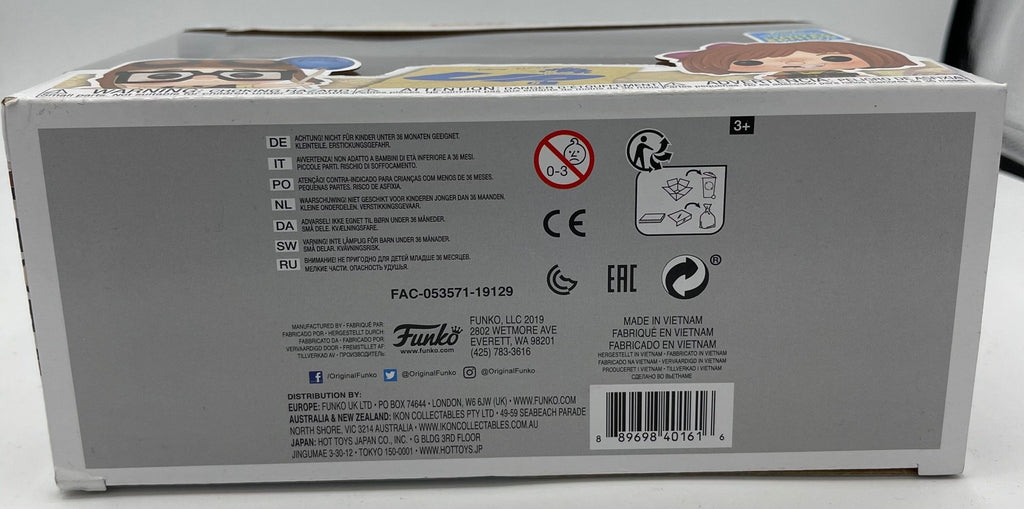 WARNING: CHOKING HAZARD
ATTENTION: DANGER D'ÉTOUFFEMENT
ADVERTENCIA: PELIGRO DE ASFIXIA
3+
DE ACHTUNG! NICHT FÜR KINDER UNTER 36 MONATEN GEEIGNET.
KLEINTEILE. ERSTICKUNGSGEFAHR.
IT AVVERTENZA! NON ADATTO A BAMBINI DI ETÀ INFERIORE A 36 MESI.
PICCOLE PARTI. RISCHIO DI SOFFOCAMENTO.
PO ATENÇÃO! CONTRA-INDICADO PARA CRIANÇAS COM MENOS DE 36 MESES.
PEQUENAS PARTES. RISCO DE ASFIXIA.
NL WAARSCHUWING! NIET GESCHIKT VOOR KINDEREN JONGER DAN 36 MAANDEN.
KLEINE ONDERDELEN. VERSTIKKINGSGEVAAR.
DA ADVARSEL! IKKE EGNET TIL BØRN UNDER 36 MÅNEDER.
SMÅ DELE. KVÆLNINGSFARE.
SW VARNING! INTE LÄMPLIG FÖR BARN UNDER 36 MÅNADER.
SMÅ DELAR. KVÄVNINGSRISK.
RU ВНИМАНИЕ! НЕ ПРИГОДНО ДЛЯ ДЕТЕЙ МЛАДШЕ 36 МЕСЯЦЕВ.
МЕЛКИЕ ЧАСТИ. ОПАСНОСТЬ УДУШЬЯ.
0-3
CE
EAC
®
FAC-053571-19129
MANUFACTURED BY • FABRIQUÉ PAR:
FABRICADO POR • HERGESTELLT DURCH:
FABBRICATO DA • FABRICADO POR:
VERVAARDIGD DOOR • FREMSTILLET AF:
TILLVERKAD AV • ПРОИЗВОДИТЕЛЬ:
Funko
www.funko.com
FUNKO, LLC 2019
2802 WETMORE AVE
EVERETT, WA 98201
(425) 783-3616
/OriginalFunko @OriginalFunko @OriginalFunko
MADE IN VIETNAM
FABRIQUÉ EN VIETNAM
FABRICADO EN VIETNAM
HERGESTELLT IN VIETNAM • FABBRICATO IN VIETNAM
FABRICADO NA VIETNAM • VERVAARDIGD IN VIETNAM
PRODUCERET I VIETNAM • TILLVERKAD I VIETNAM
СДЕЛАНО ВО ВЬЕТНАМЕ
DISTRIBUTION BY:
EUROPE: FUNKO UK LTD • PO BOX 74644 • LONDON, W6 6JW (UK) • WWW.FUNKO.COM
AUSTRALIA & NEW ZEALAND: IKON COLLECTABLES PTY LTD • 49-59 SEABEACH PARADE
NORTH SHORE, VIC 3214 AUSTRALIA • WWW.IKONCOLLECTABLES.COM.AU
JAPAN: HOT TOYS JAPAN CO., INC. • G BLDG 3RD FLOOR
JINGUMAE 3-30-12 • TOKYO 150-0001 • WWW.HOTTOYS.JP
8 89698 40161 6